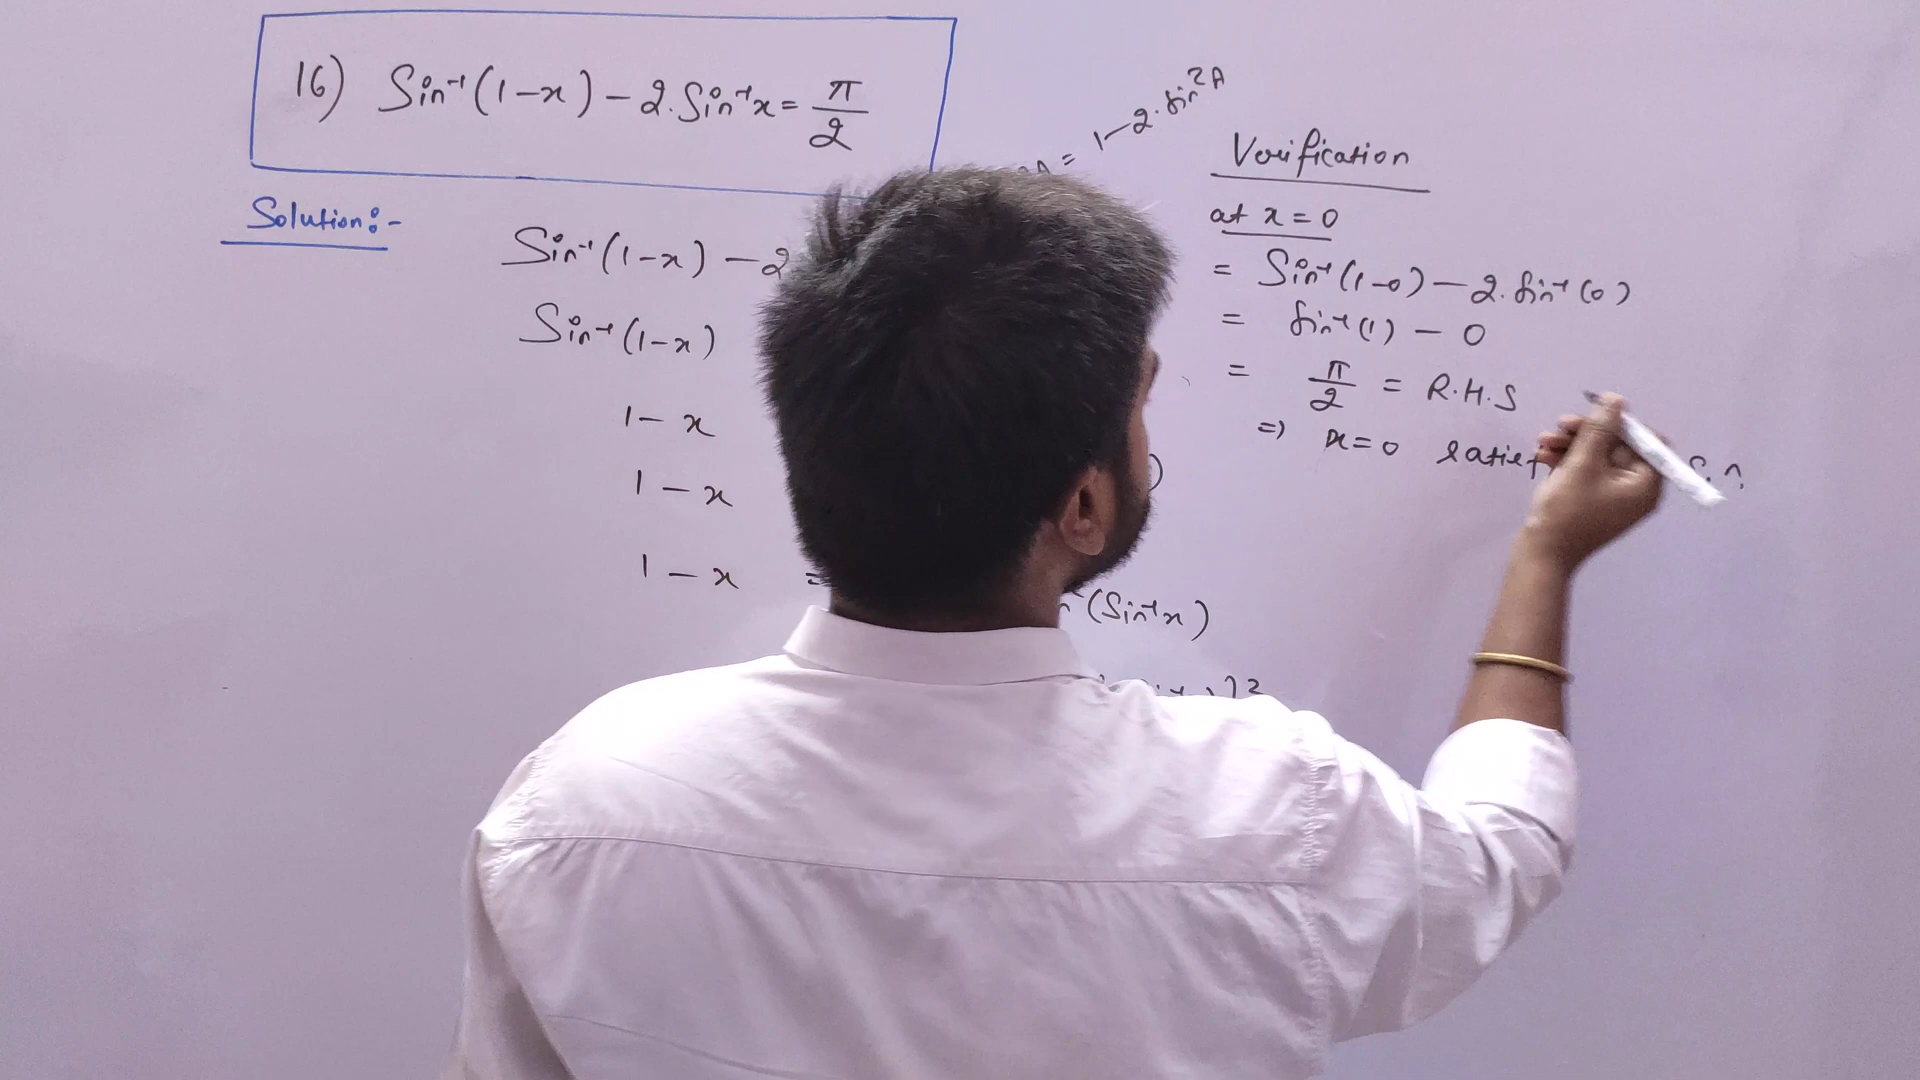 16) Sin⁻¹(1-x) - 2.Sin⁻¹x = π/2
= 1-2.Sin²A
Solution:-
Sin⁻¹(1-x) - 2
Sin⁻¹(1-x)
1 - x
1 - x
1 - x =
(Sin⁻¹x)
Verification
at x = 0
= Sin⁻¹(1-0) - 2.Sin⁻¹(0)
= Sin⁻¹(1) - 0
= π/2 = R.H.S
=> x=0